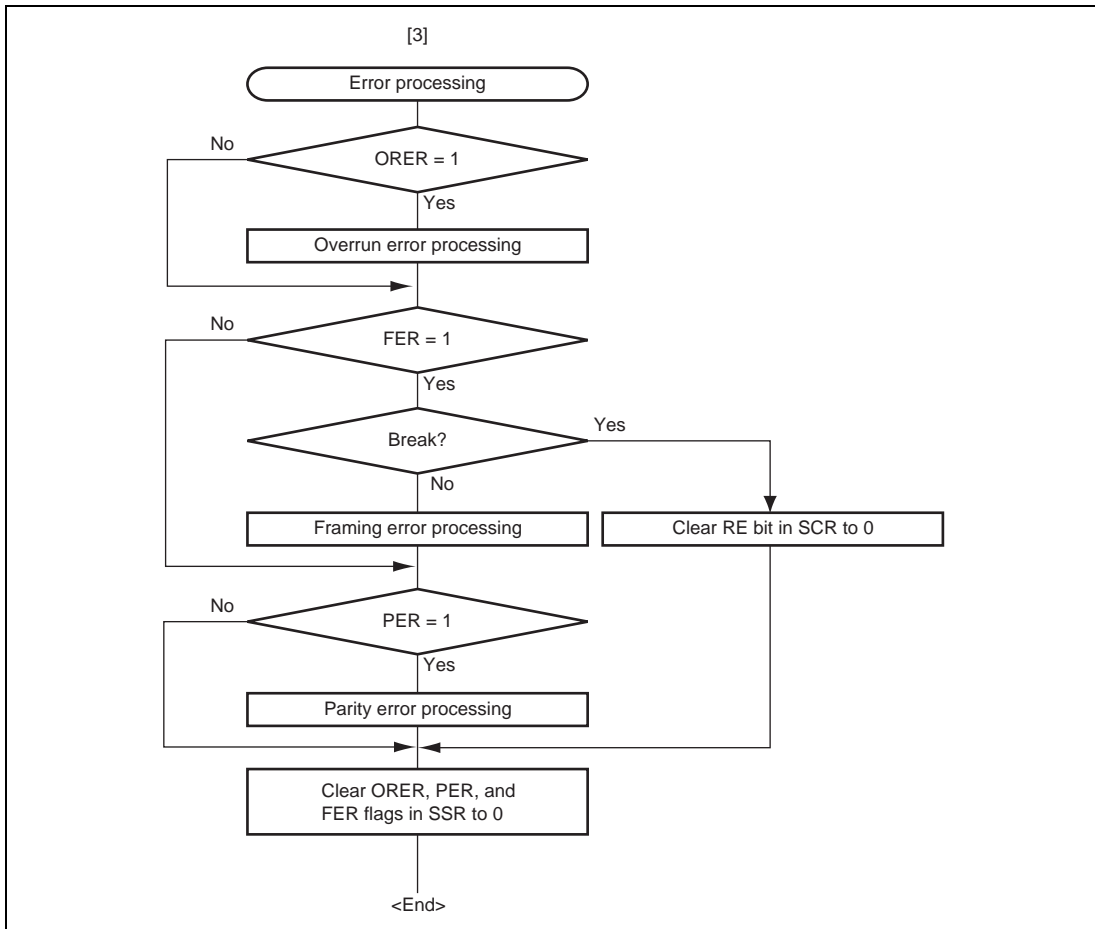 [3]
Error processing
No
ORER = 1
Yes
Overrun error processing
No
FER = 1
Yes
Break?
Yes
No
Framing error processing
Clear RE bit in SCR to 0
No
PER = 1
Yes
Parity error processing
Clear ORER, PER, and
FER flags in SSR to 0
<End>